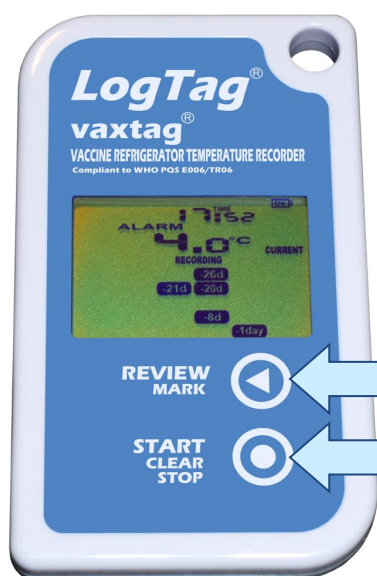 LogTag®
vaxtag®
VACCINE REFRIGERATOR TEMPERATURE RECORDER
Compliant to WHO PQS E006/TR06
TIME
17:52
ALARM
4.0°C CURRENT
RECORDING
-26d
-21d -20d
-8d
-1day
REVIEW
MARK
START
CLEAR
STOP